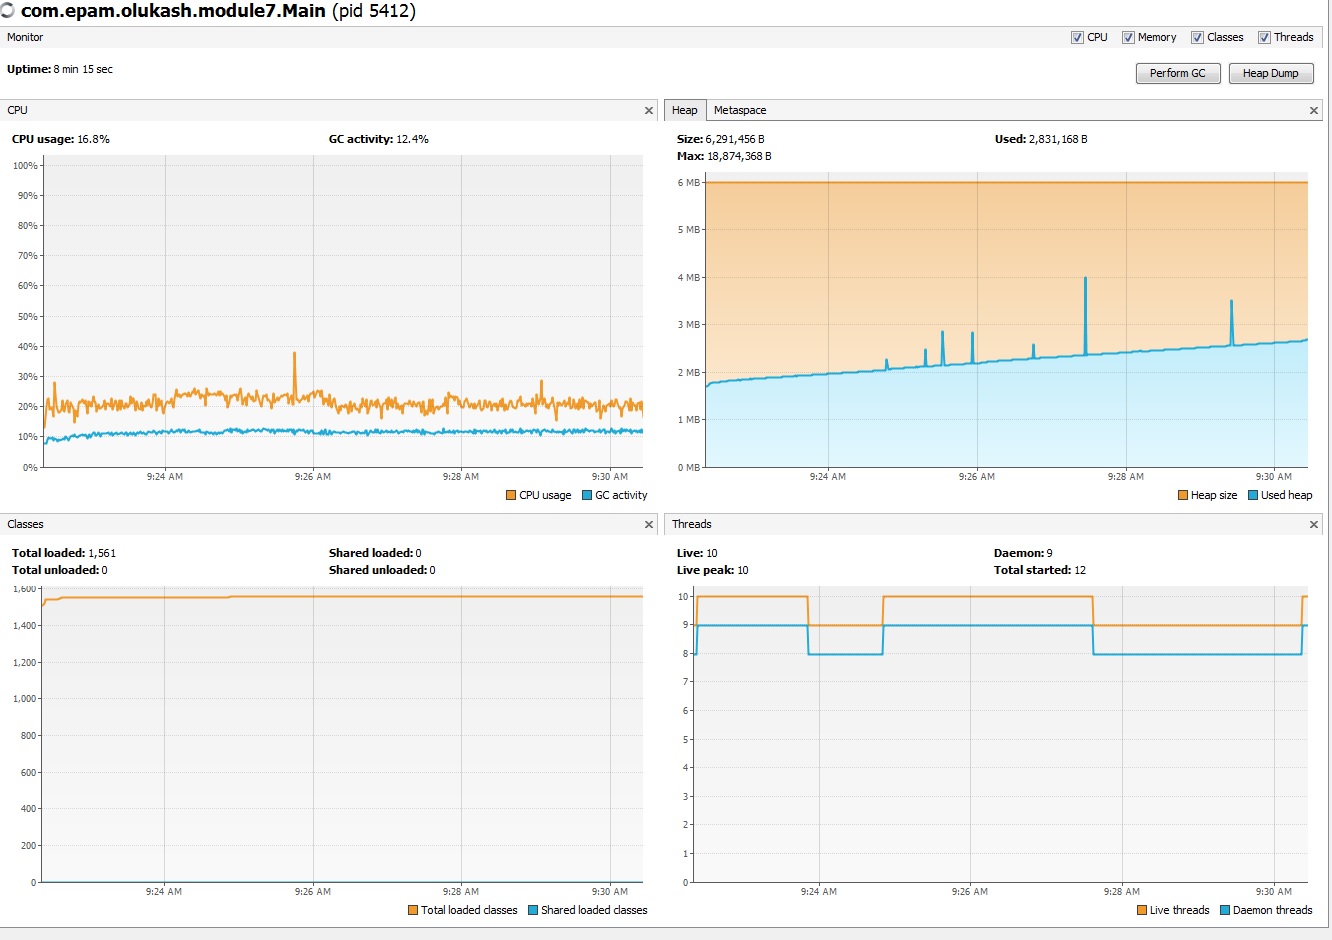 com.epam.olukash.module7.Main (pid 5412)
Monitor
CPU Memory Classes Threads
Uptime: 8 min 15 sec
Perform GC Heap Dump
CPU
CPU usage: 16.8% GC activity: 12.4%
100%
90%
80%
70%
60%
50%
40%
30%
20%
10%
0%
9:24 AM 9:26 AM 9:28 AM 9:30 AM
CPU usage GC activity
Heap Metaspace
Size: 6,291,456 B Used: 2,831,168 B
Max: 18,874,368 B
6 MB
5 MB
4 MB
3 MB
2 MB
1 MB
0 MB
9:24 AM 9:26 AM 9:28 AM 9:30 AM
Heap size Used heap
Classes
Total loaded: 1,561 Shared loaded: 0
Total unloaded: 0 Shared unloaded: 0
1,600
1,400
1,200
1,000
800
600
400
200
0
9:24 AM 9:26 AM 9:28 AM 9:30 AM
Total loaded classes Shared loaded classes
Threads
Live: 10 Daemon: 9
Live peak: 10 Total started: 12
10
9
8
7
6
5
4
3
2
1
0
9:24 AM 9:26 AM 9:28 AM 9:30 AM
Live threads Daemon threads